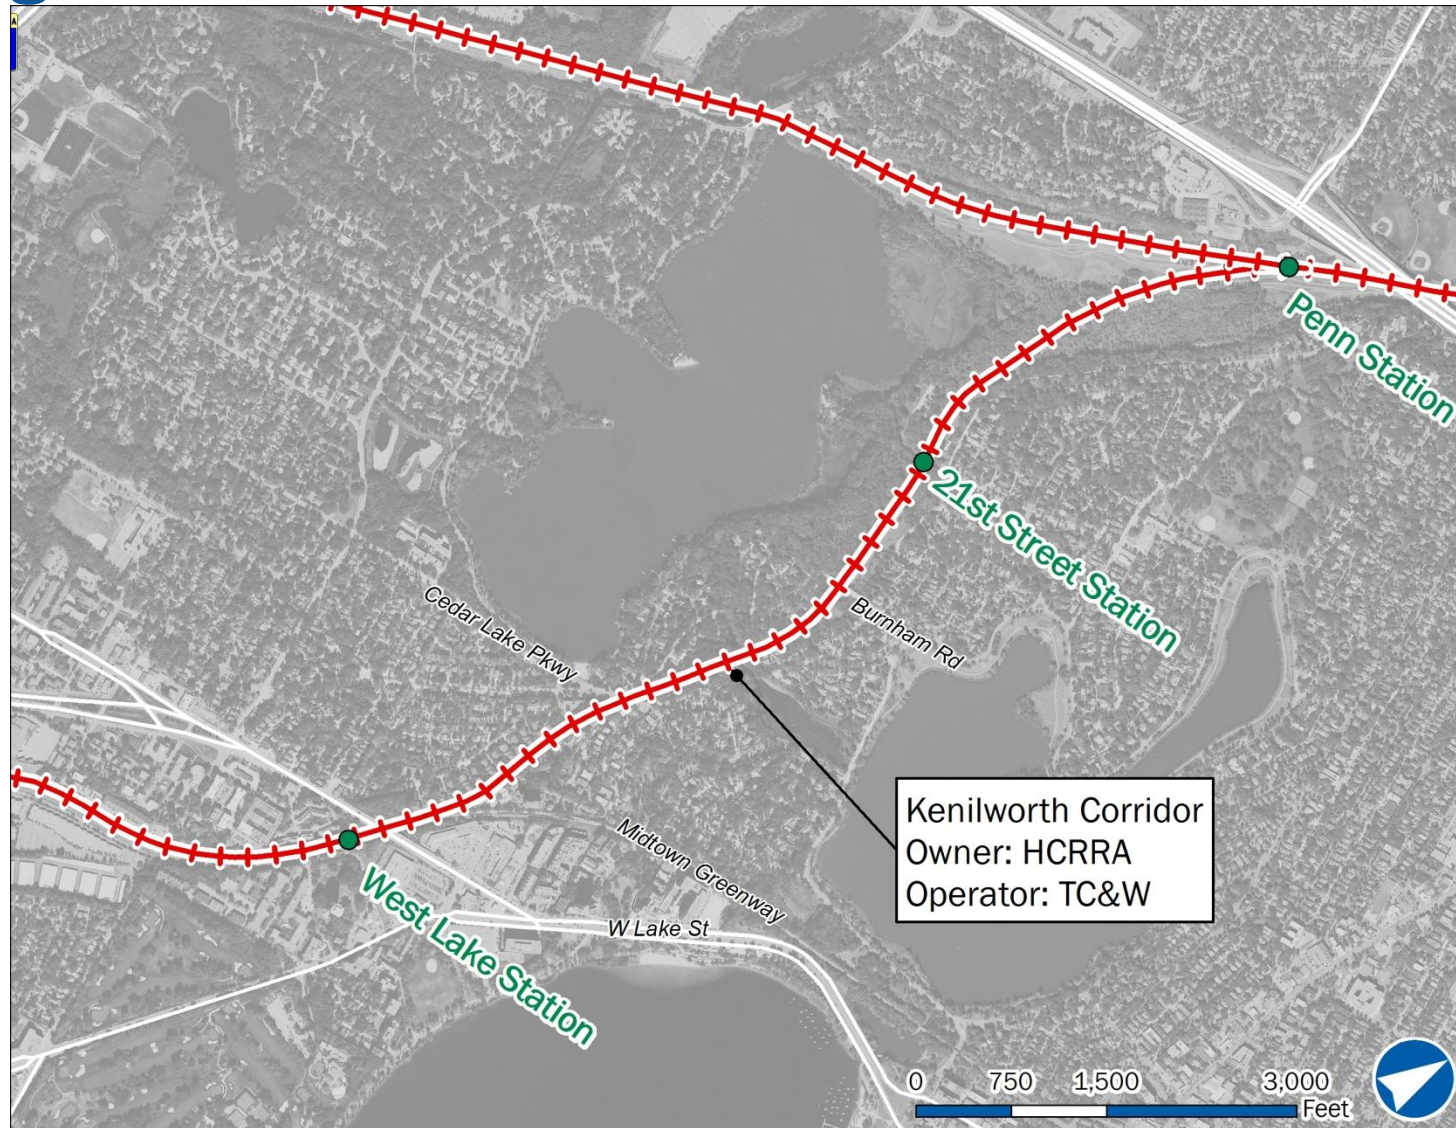 Penn Station
21st Street Station
Cedar Lake Pkwy
Burnham Rd
Kenilworth Corridor
Owner: HCRRA
Operator: TC&W
Midtown Greenway
West Lake Station
W Lake St
0 750 1,500 3,000
Feet